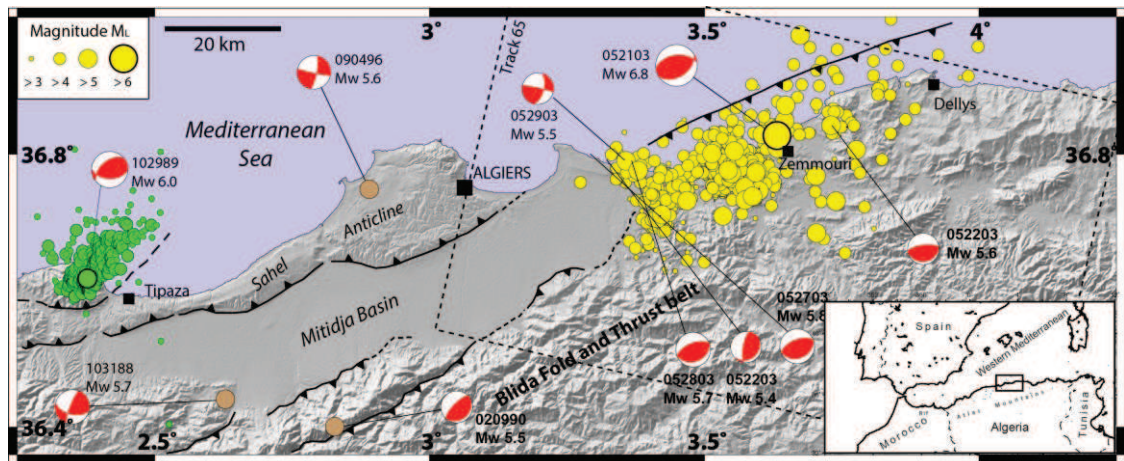 Magnitude ML
> 3 > 4 > 5 > 6
20 km
3°
3.5°
4°
Track 65
090496
Mw 5.6
052103
Mw 6.8
052903
Mw 5.5
Dellys
Mediterranean
Sea
36.8
36.8°
102989
Mw 6.0
ALGIERS
Zemmouri
Anticline
Sahel
052203
Mw 5.6
Tipaza
Mitidja Basin
Blida Fold and Thrust belt
052703
Mw 5.8
103188
Mw 5.7
052803
Mw 5.7
052203
Mw 5.4
020990
Mw 5.5
36.4
2.5°
3°
3.5°
Spain
Western Mediterranean
Rif
Atlas Mountains
Morocco
Algeria
Tunisia